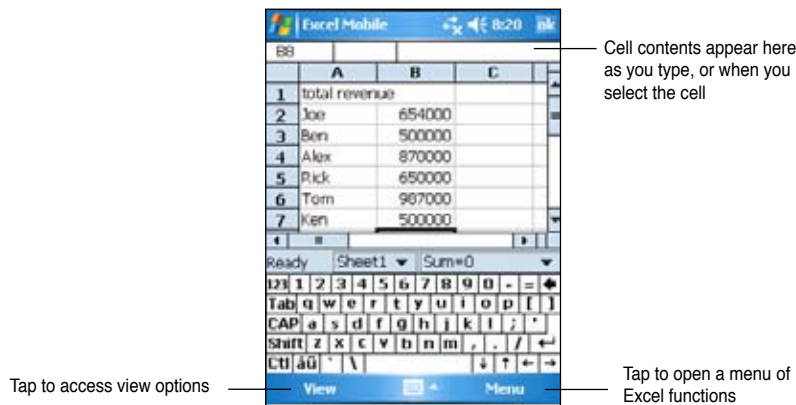 Excel Mobile 8:20 ok
B8
Cell contents appear here
as you type, or when you
select the cell
A B C
1 total revenue
2 Joe 654000
3 Ben 500000
4 Alex 870000
5 Rick 650000
6 Tom 987000
7 Ken 500000
Ready Sheet1 Sum=0
123 1 2 3 4 5 6 7 8 9 0 - =
Tab q w e r t y u i o p [ ]
CAP a s d f g h j k l ; '
Shift z x c v b n m , . /
Ctl áü ` \
View Menu
Tap to access view options
Tap to open a menu of
Excel functions